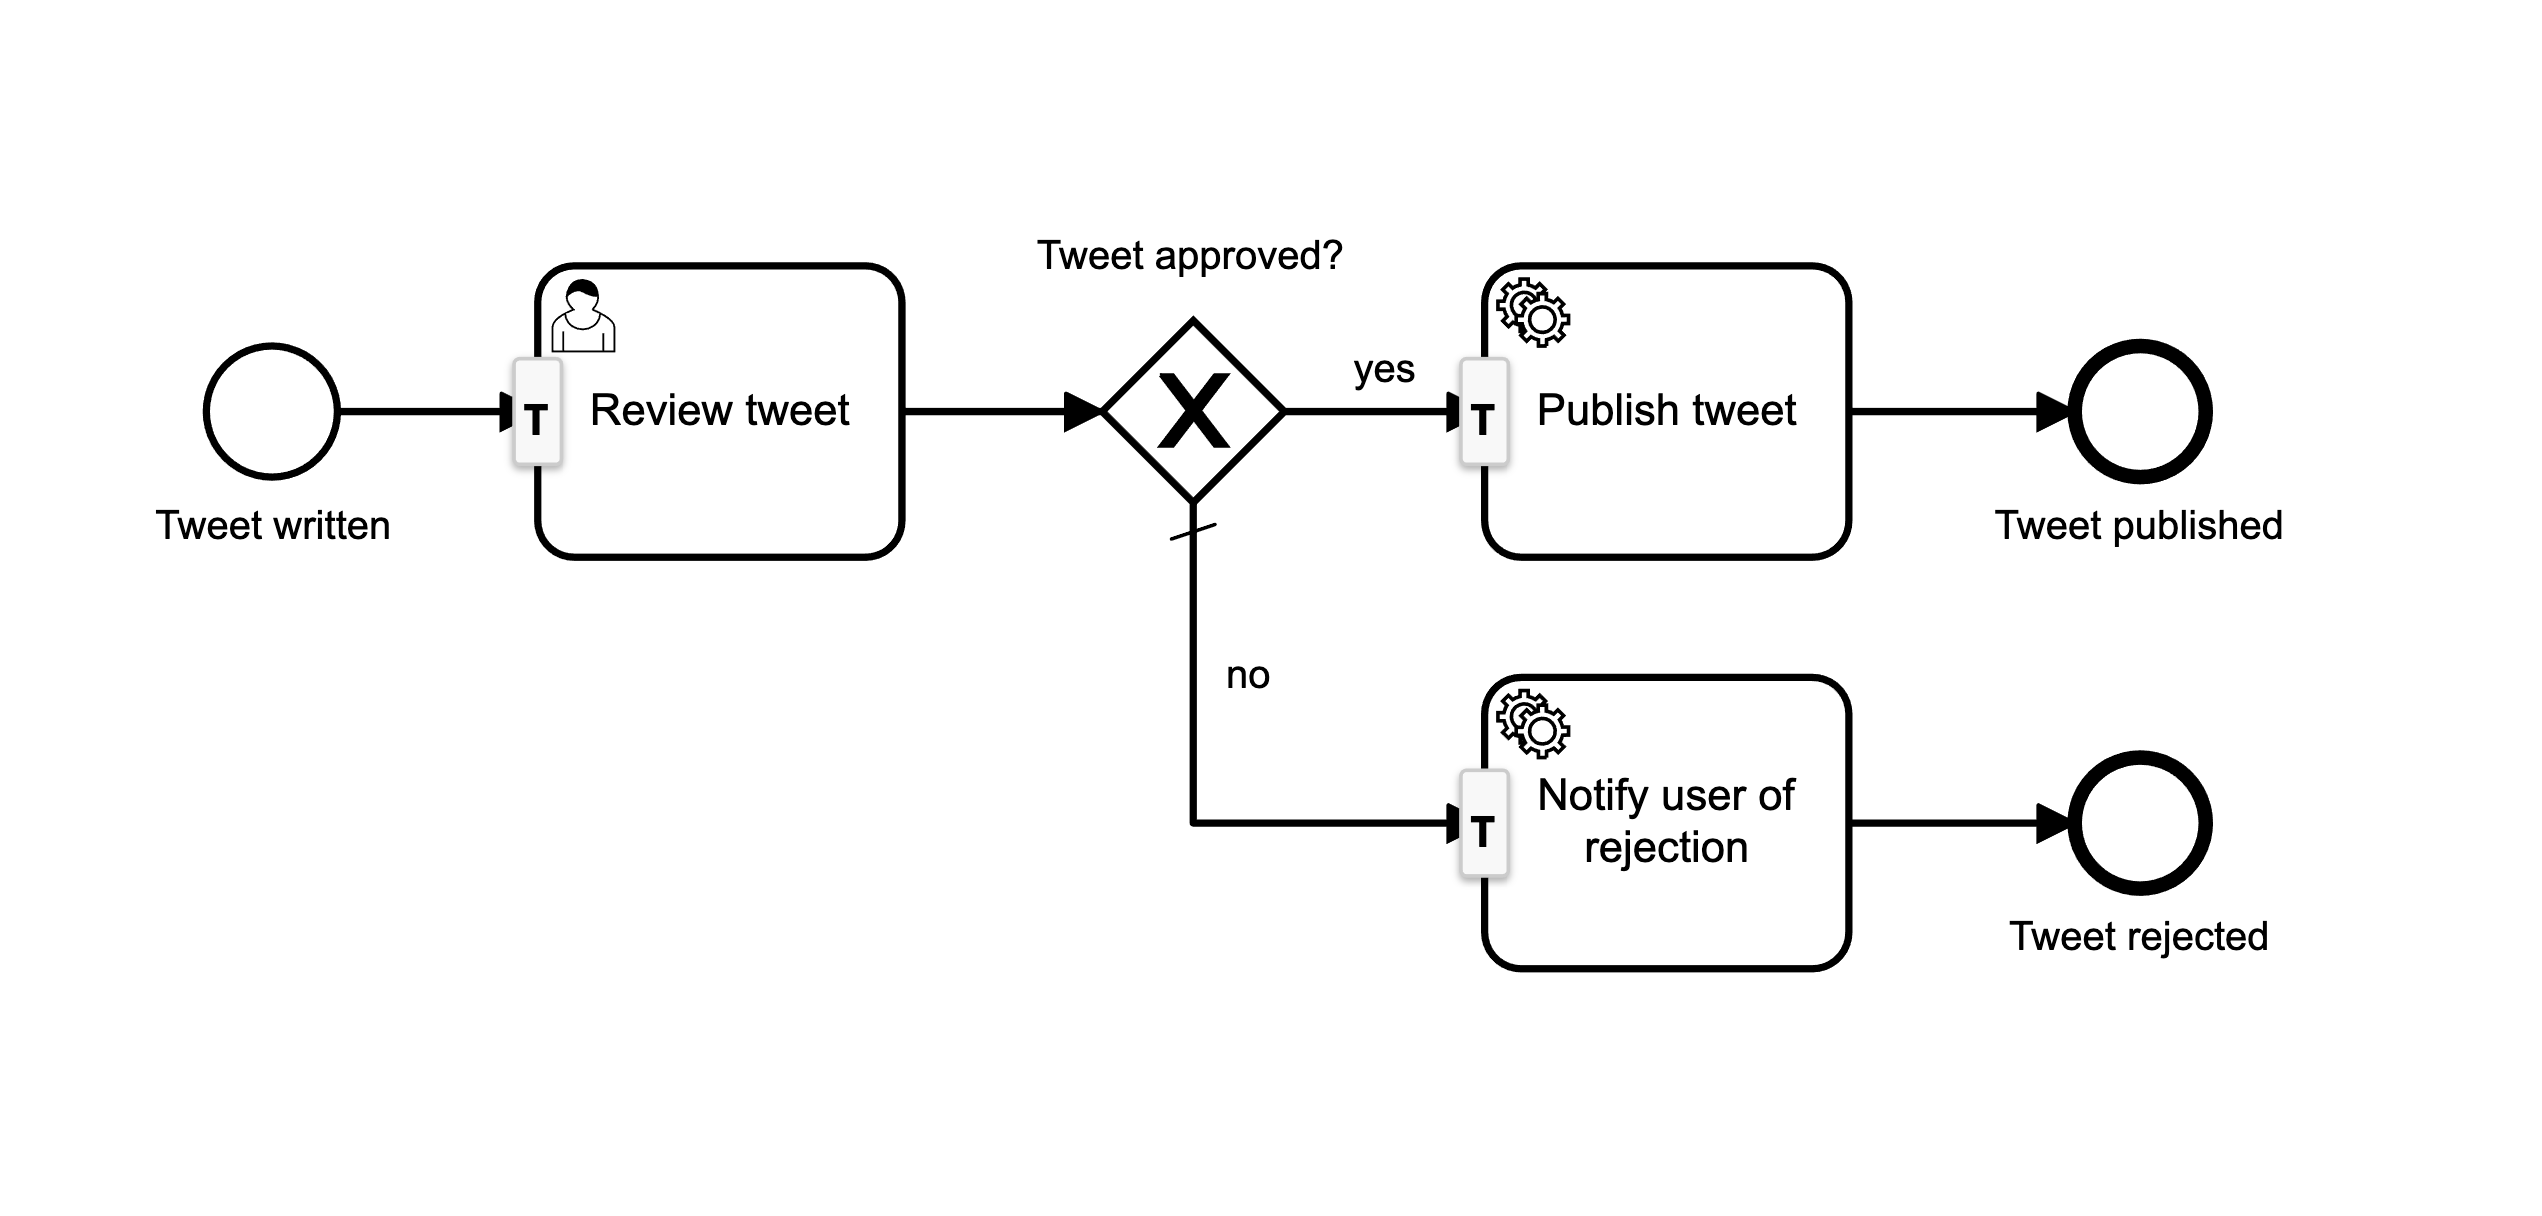 Tweet approved?
yes
T
Review tweet
X
T
Publish tweet
Tweet written
Tweet published
no
T
Notify user of
rejection
Tweet rejected